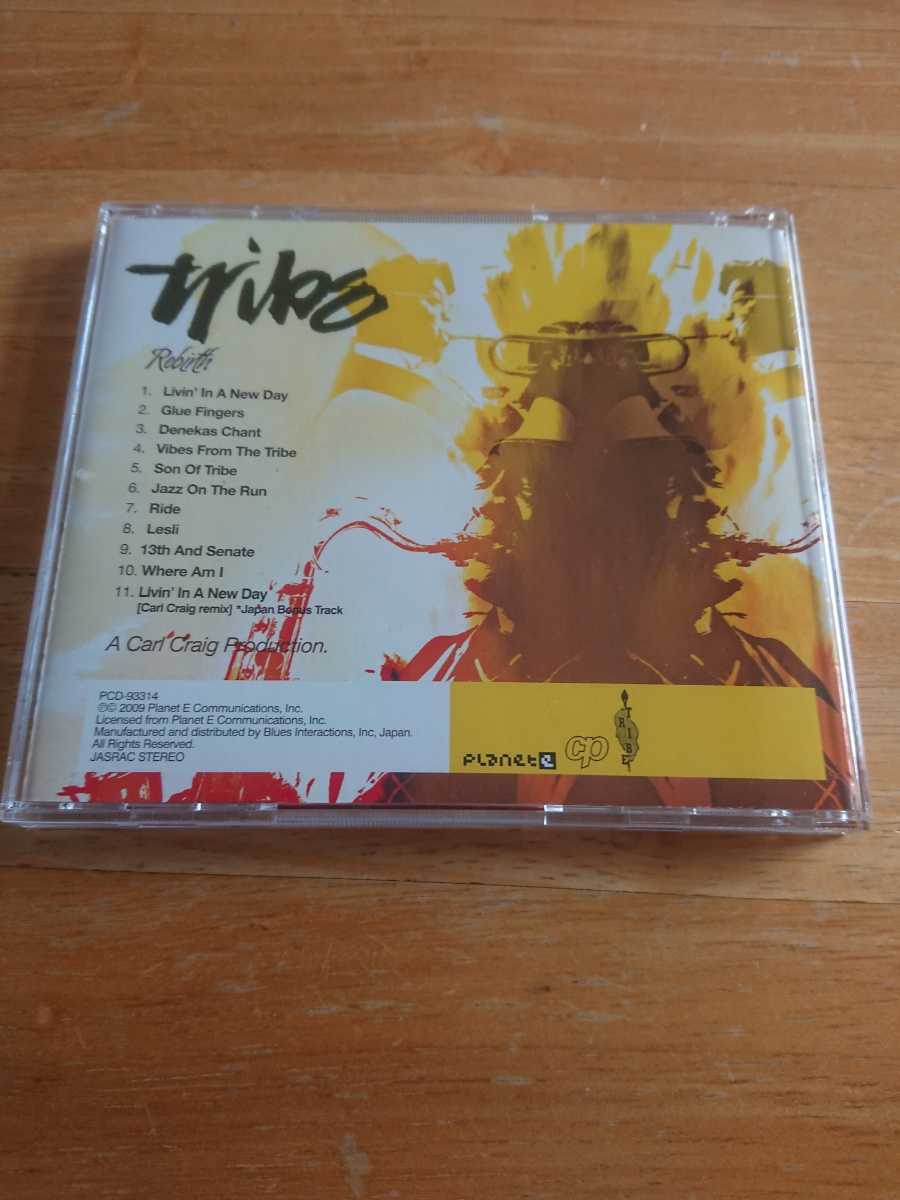 tribe
Rebirth
1. Livin' In A New Day
2. Glue Fingers
3. Denekas Chant
4. Vibes From The Tribe
5. Son Of Tribe
6. Jazz On The Run
7. Ride
8. Lesli
9. 13th And Senate
10. Where Am I
11. Livin' In A New Day
[Carl Craig remix] *Japan Bonus Track
A Carl Craig Production.
PCD-93314
℗© 2009 Planet E Communications, Inc.
Licensed from Planet E Communications, Inc.
Manufactured and distributed by Blues Interactions, Inc, Japan.
All Rights Reserved.
JASRAC STEREO
planet e
cp
TRIBE